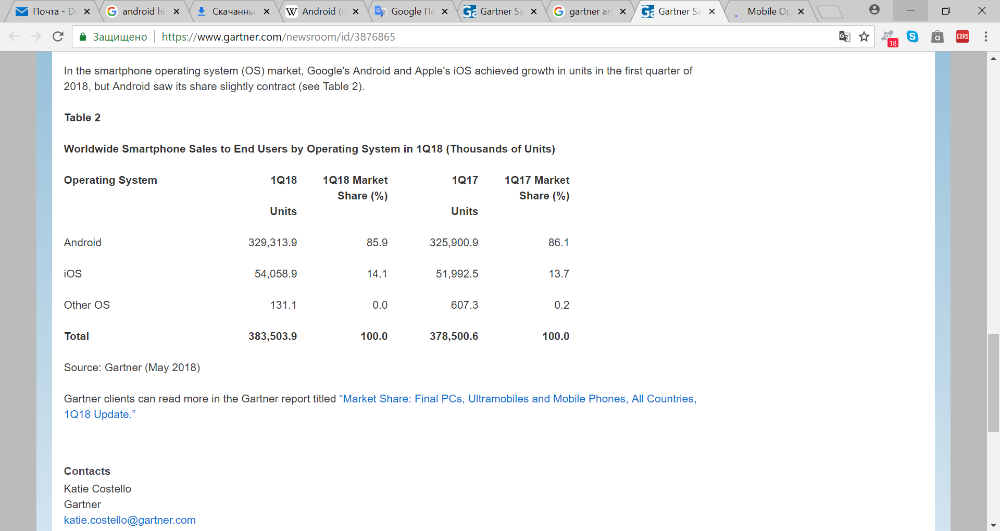 Почта - D android hi Скачанны Android (c Google Пе Gartner Sa gartner an Gartner Sa Mobile Op
Защищено https://www.gartner.com/newsroom/id/3876865 18 S a CORS
In the smartphone operating system (OS) market, Google's Android and Apple's iOS achieved growth in units in the first quarter of
2018, but Android saw its share slightly contract (see Table 2).
Table 2
Worldwide Smartphone Sales to End Users by Operating System in 1Q18 (Thousands of Units)
Operating System 1Q18 1Q18 Market 1Q17 1Q17 Market
Share (%) Share (%)
Units Units
Android 329,313.9 85.9 325,900.9 86.1
iOS 54,058.9 14.1 51,992.5 13.7
Other OS 131.1 0.0 607.3 0.2
Total 383,503.9 100.0 378,500.6 100.0
Source: Gartner (May 2018)
Gartner clients can read more in the Gartner report titled “Market Share: Final PCs, Ultramobiles and Mobile Phones, All Countries,
1Q18 Update.”
Contacts
Katie Costello
Gartner
katie.costello@gartner.com